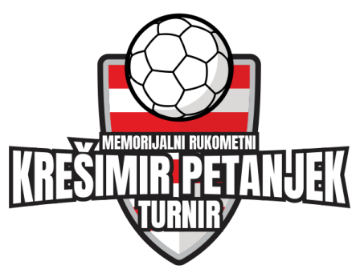 MEMORIJALNI RUKOMETNI
KREŠIMIR PETANJEK
TURNIR